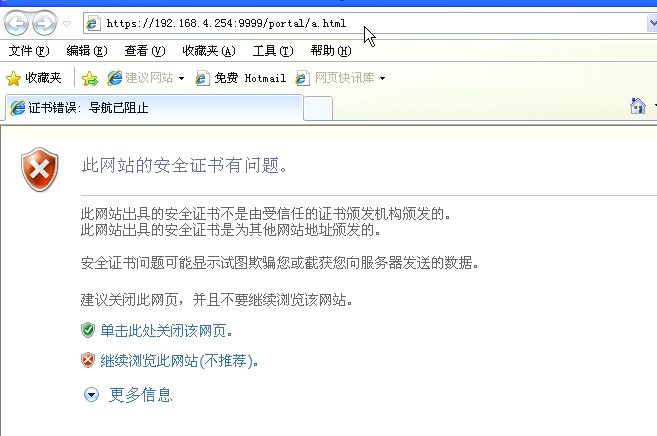 https://192.168.4.254:9999/portal/a.html
文件(F) 编辑(E) 查看(V) 收藏夹(A) 工具(T) 帮助(H)
收藏夹 建议网站 免费 Hotmail 网页快讯库
证书错误: 导航已阻止
此网站的安全证书有问题。
此网站出具的安全证书不是由受信任的证书颁发机构颁发的。
此网站出具的安全证书是为其他网站地址颁发的。
安全证书问题可能显示试图欺骗您或截获您向服务器发送的数据。
建议关闭此网页，并且不要继续浏览该网站。
单击此处关闭该网页。
继续浏览此网站(不推荐)。
更多信息